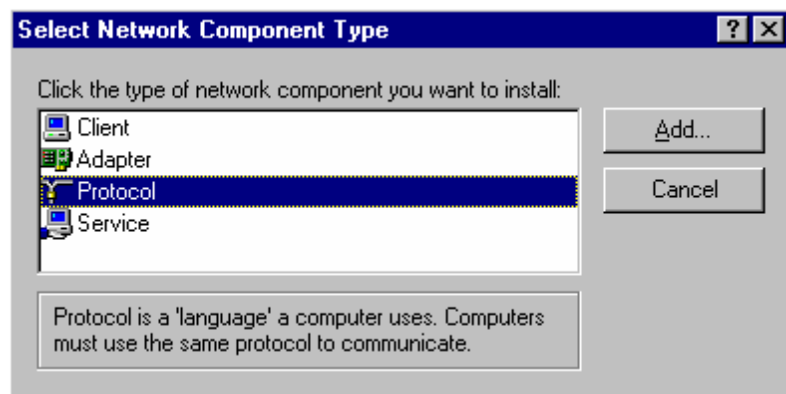 Select Network Component Type
Click the type of network component you want to install:
Client
Adapter
Protocol
Service
Add...
Cancel
Protocol is a 'language' a computer uses. Computers
must use the same protocol to communicate.